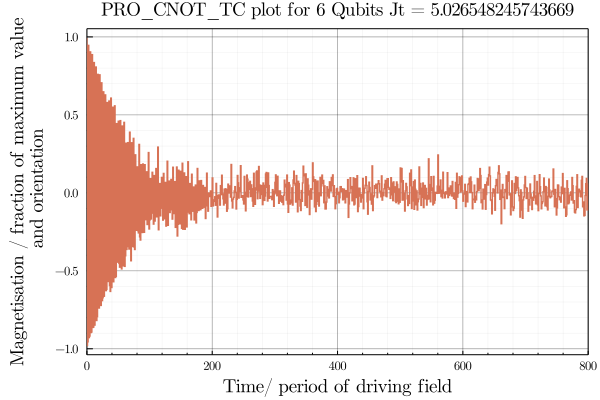 PRO_CNOT_TC plot for 6 Qubits Jt = 5.026548245743669
Magnetisation / fraction of maximum value
and orientation
1.0
0.5
0.0
−0.5
−1.0
0 200 400 600 800
Time/ period of driving field